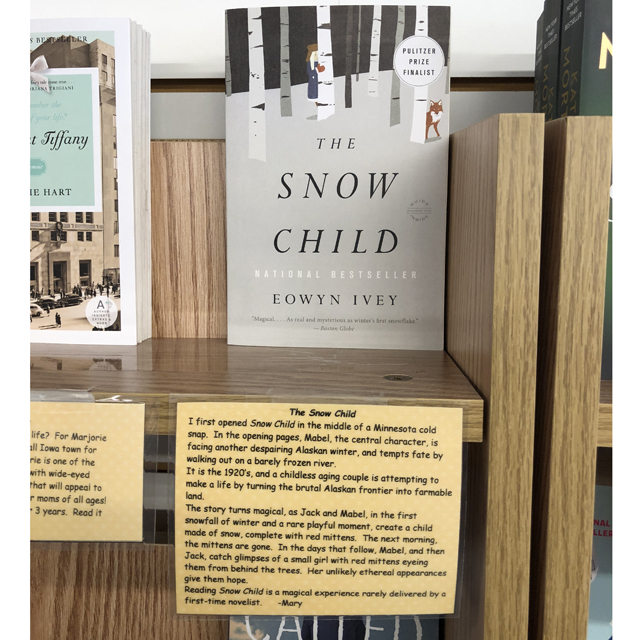 S BESTSELLER
ADRIANA TRIGIANI
at Tiffany
IE HART
PULITZER
PRIZE
FINALIST
THE
SNOW
CHILD
NATIONAL BESTSELLER
EOWYN IVEY
"Magical. . . . As real and mysterious as winter's first snowflake."
— Boston Globe
life? For Marjorie
all Iowa town for
rie is one of the
with wide-eyed
that will appeal to
r moms of all ages!
3 years. Read it
The Snow Child
I first opened Snow Child in the middle of a Minnesota cold
snap. In the opening pages, Mabel, the central character, is
facing another despairing Alaskan winter, and tempts fate by
walking out on a barely frozen river.
It is the 1920's, and a childless aging couple is attempting to
make a life by turning the brutal Alaskan frontier into farmable
land.
The story turns magical, as Jack and Mabel, in the first
snowfall of winter and a rare playful moment, create a child
made of snow, complete with red mittens. The next morning,
the mittens are gone. In the days that follow, Mabel, and then
Jack, catch glimpses of a small girl with red mittens eyeing
them from behind the trees. Her unlikely ethereal appearances
give them hope.
Reading Snow Child is a magical experience rarely delivered by a
first-time novelist. -Mary